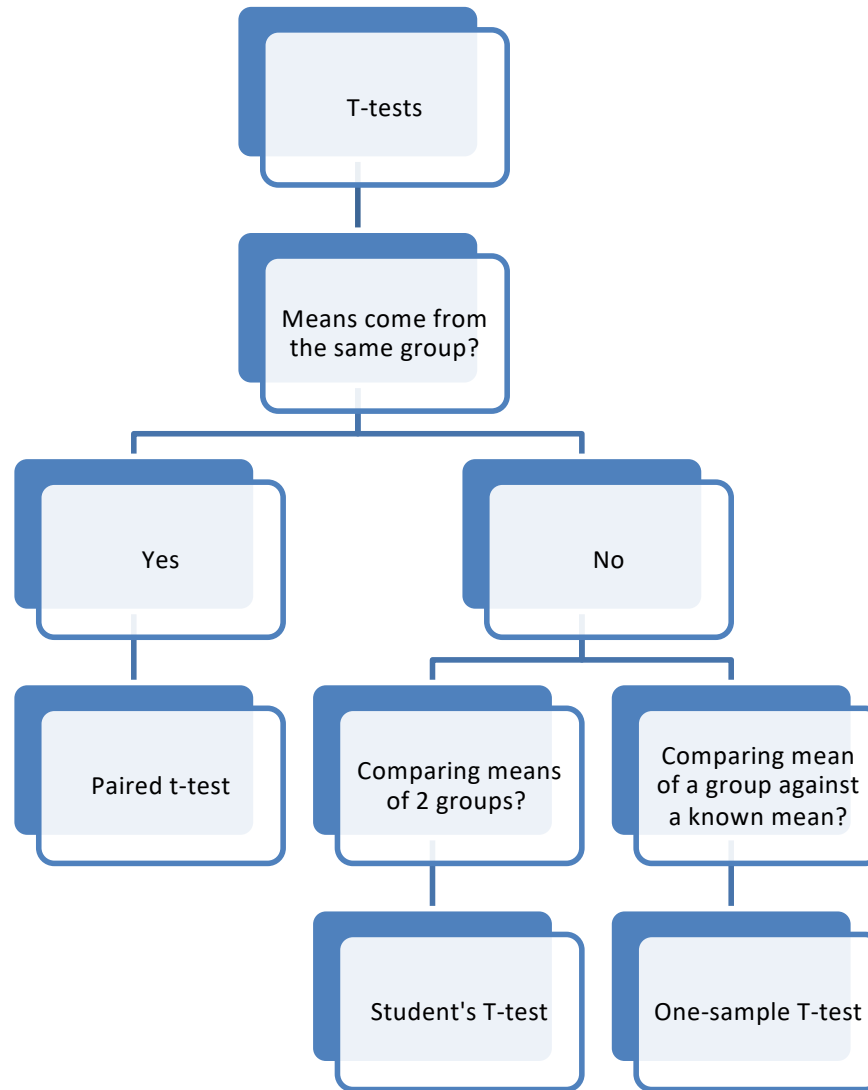 T-tests
Means come from
the same group?
Yes
No
Paired t-test
Comparing means
of 2 groups?
Comparing mean
of a group against
a known mean?
Student's T-test
One-sample T-test